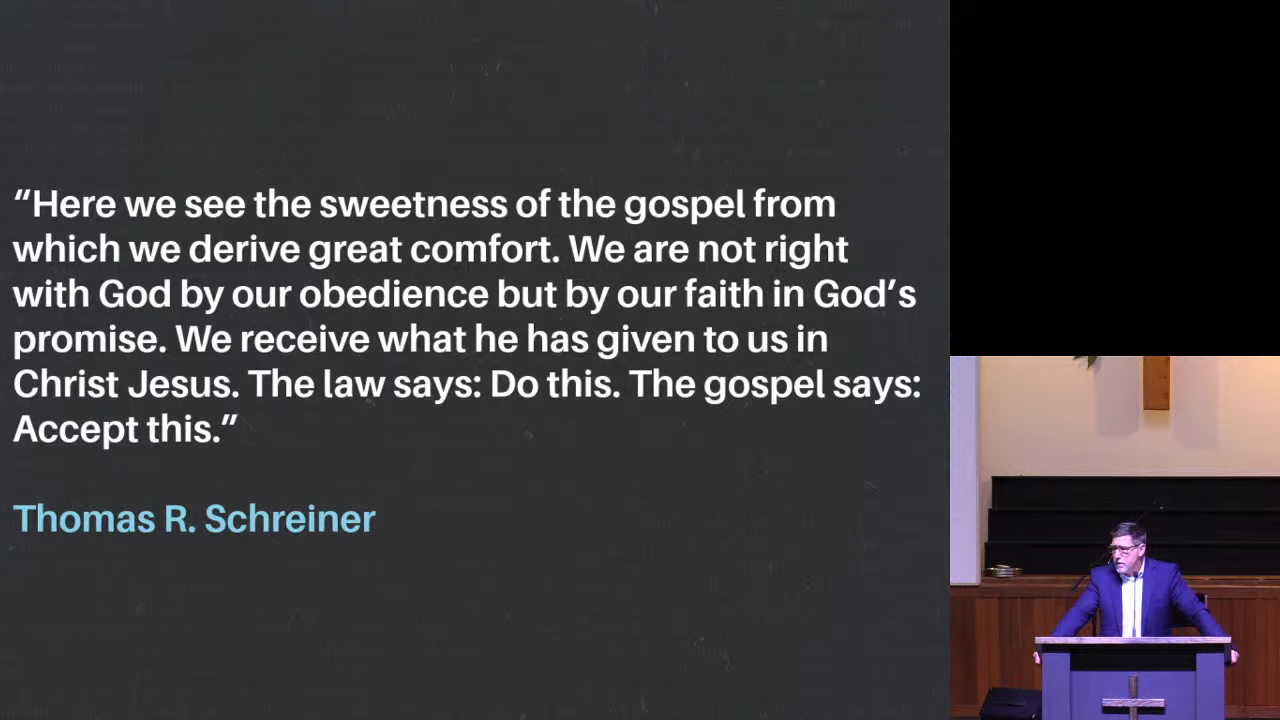 “Here we see the sweetness of the gospel from
which we derive great comfort. We are not right
with God by our obedience but by our faith in God’s
promise. We receive what he has given to us in
Christ Jesus. The law says: Do this. The gospel says:
Accept this.”
Thomas R. Schreiner